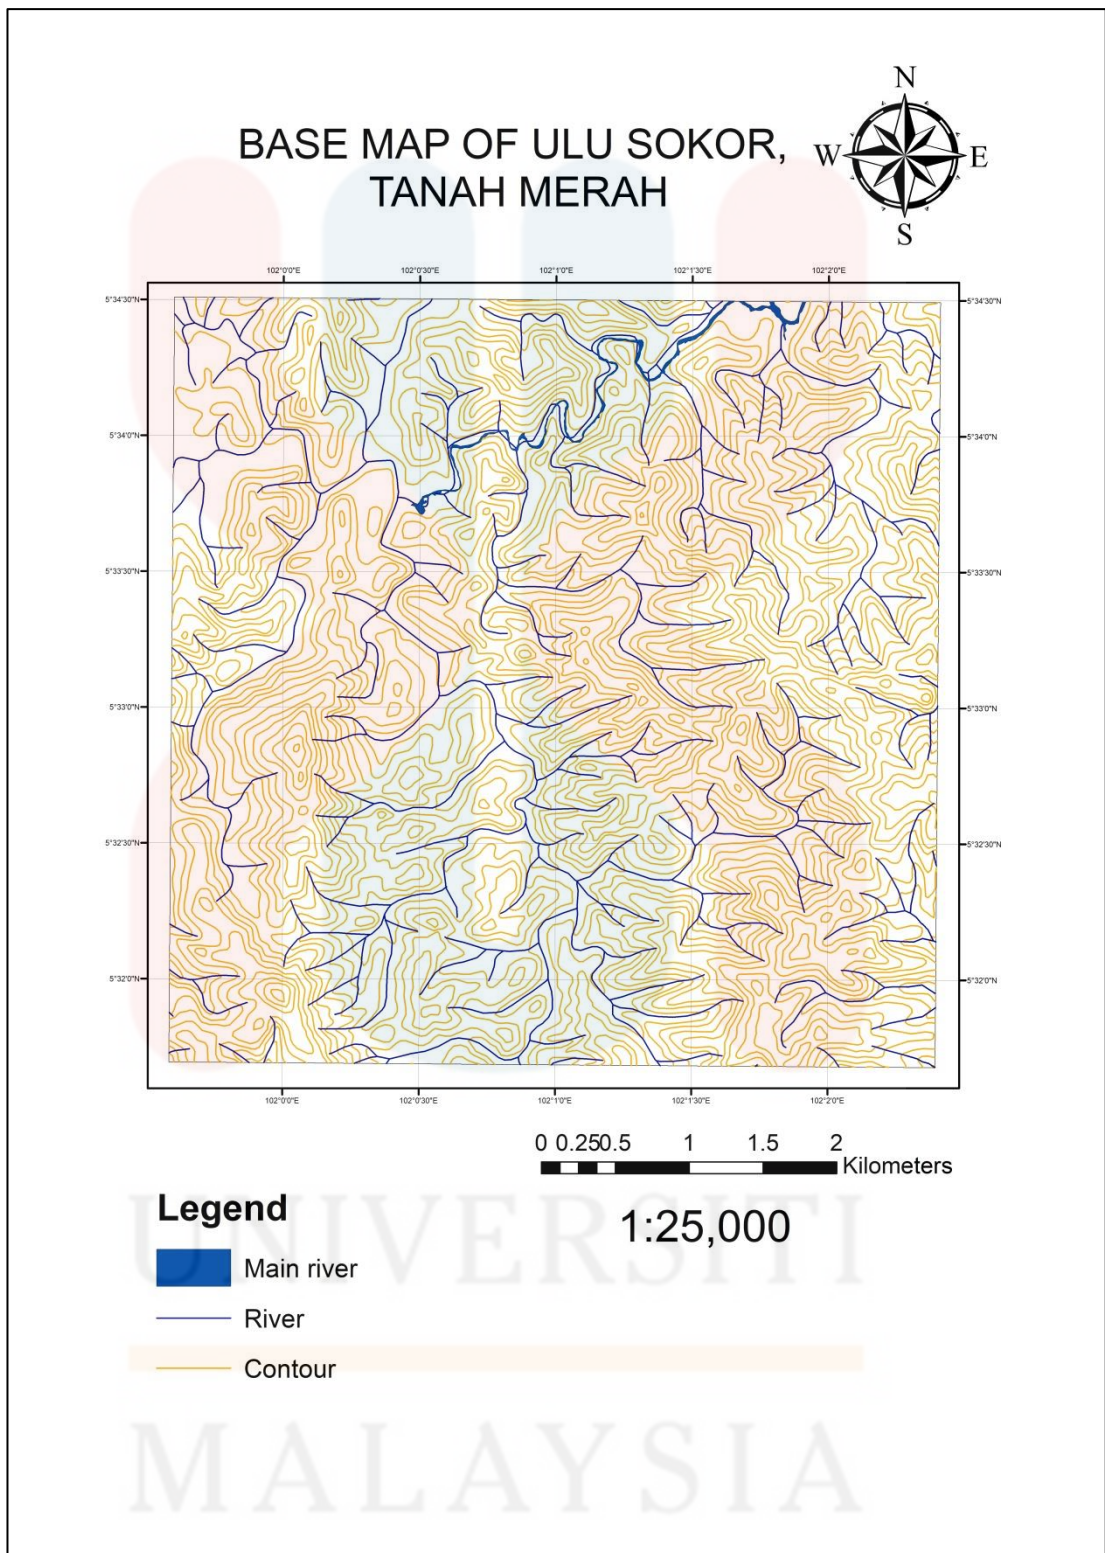 N
BASE MAP OF ULU SOKOR,
TANAH MERAH
W
E
S
102°0'0"E 102°0'30"E 102°1'0"E 102°1'30"E 102°2'0"E
5°34'30"N 5°34'30"N
5°34'0"N 5°34'0"N
5°33'30"N 5°33'30"N
5°33'0"N 5°33'0"N
5°32'30"N 5°32'30"N
5°32'0"N 5°32'0"N
102°0'0"E 102°0'30"E 102°1'0"E 102°1'30"E 102°2'0"E
0 0.25 0.5 1 1.5 2
Kilometers
Legend
1:25,000
UNIVERSITI
Main river
River
Contour
MALAYSIA